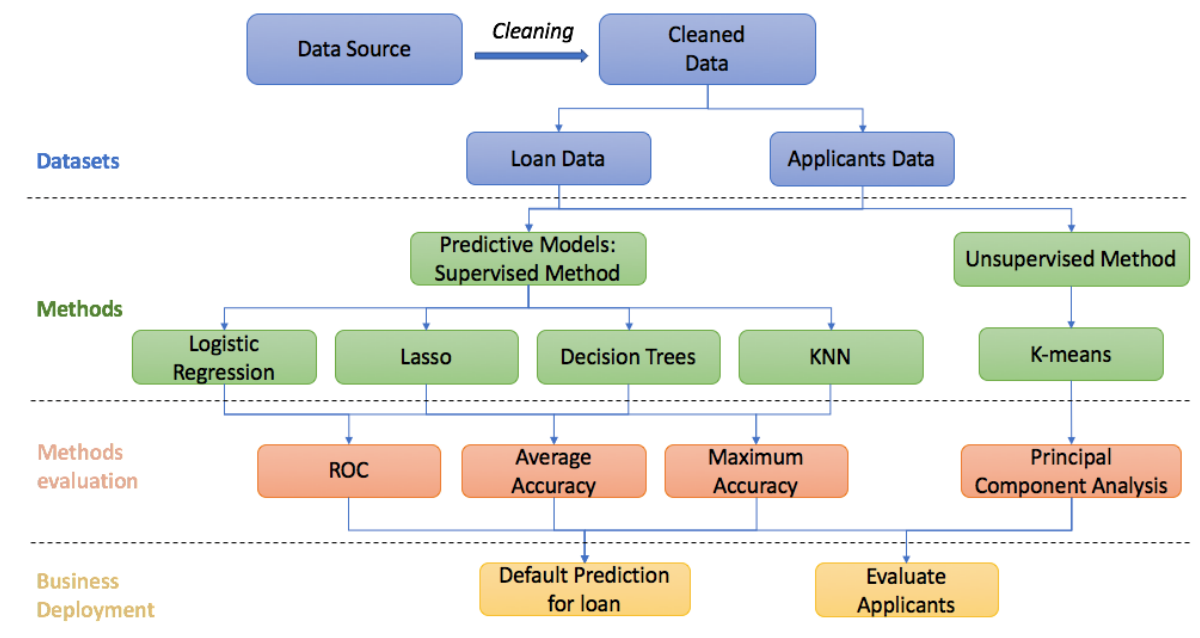 Data Source
Cleaning
Cleaned
Data
Datasets
Loan Data
Applicants Data
Predictive Models:
Supervised Method
Unsupervised Method
Methods
Logistic
Regression
Lasso
Decision Trees
KNN
K-means
Methods
evaluation
ROC
Average
Accuracy
Maximum
Accuracy
Principal
Component Analysis
Business
Deployment
Default Prediction
for loan
Evaluate
Applicants